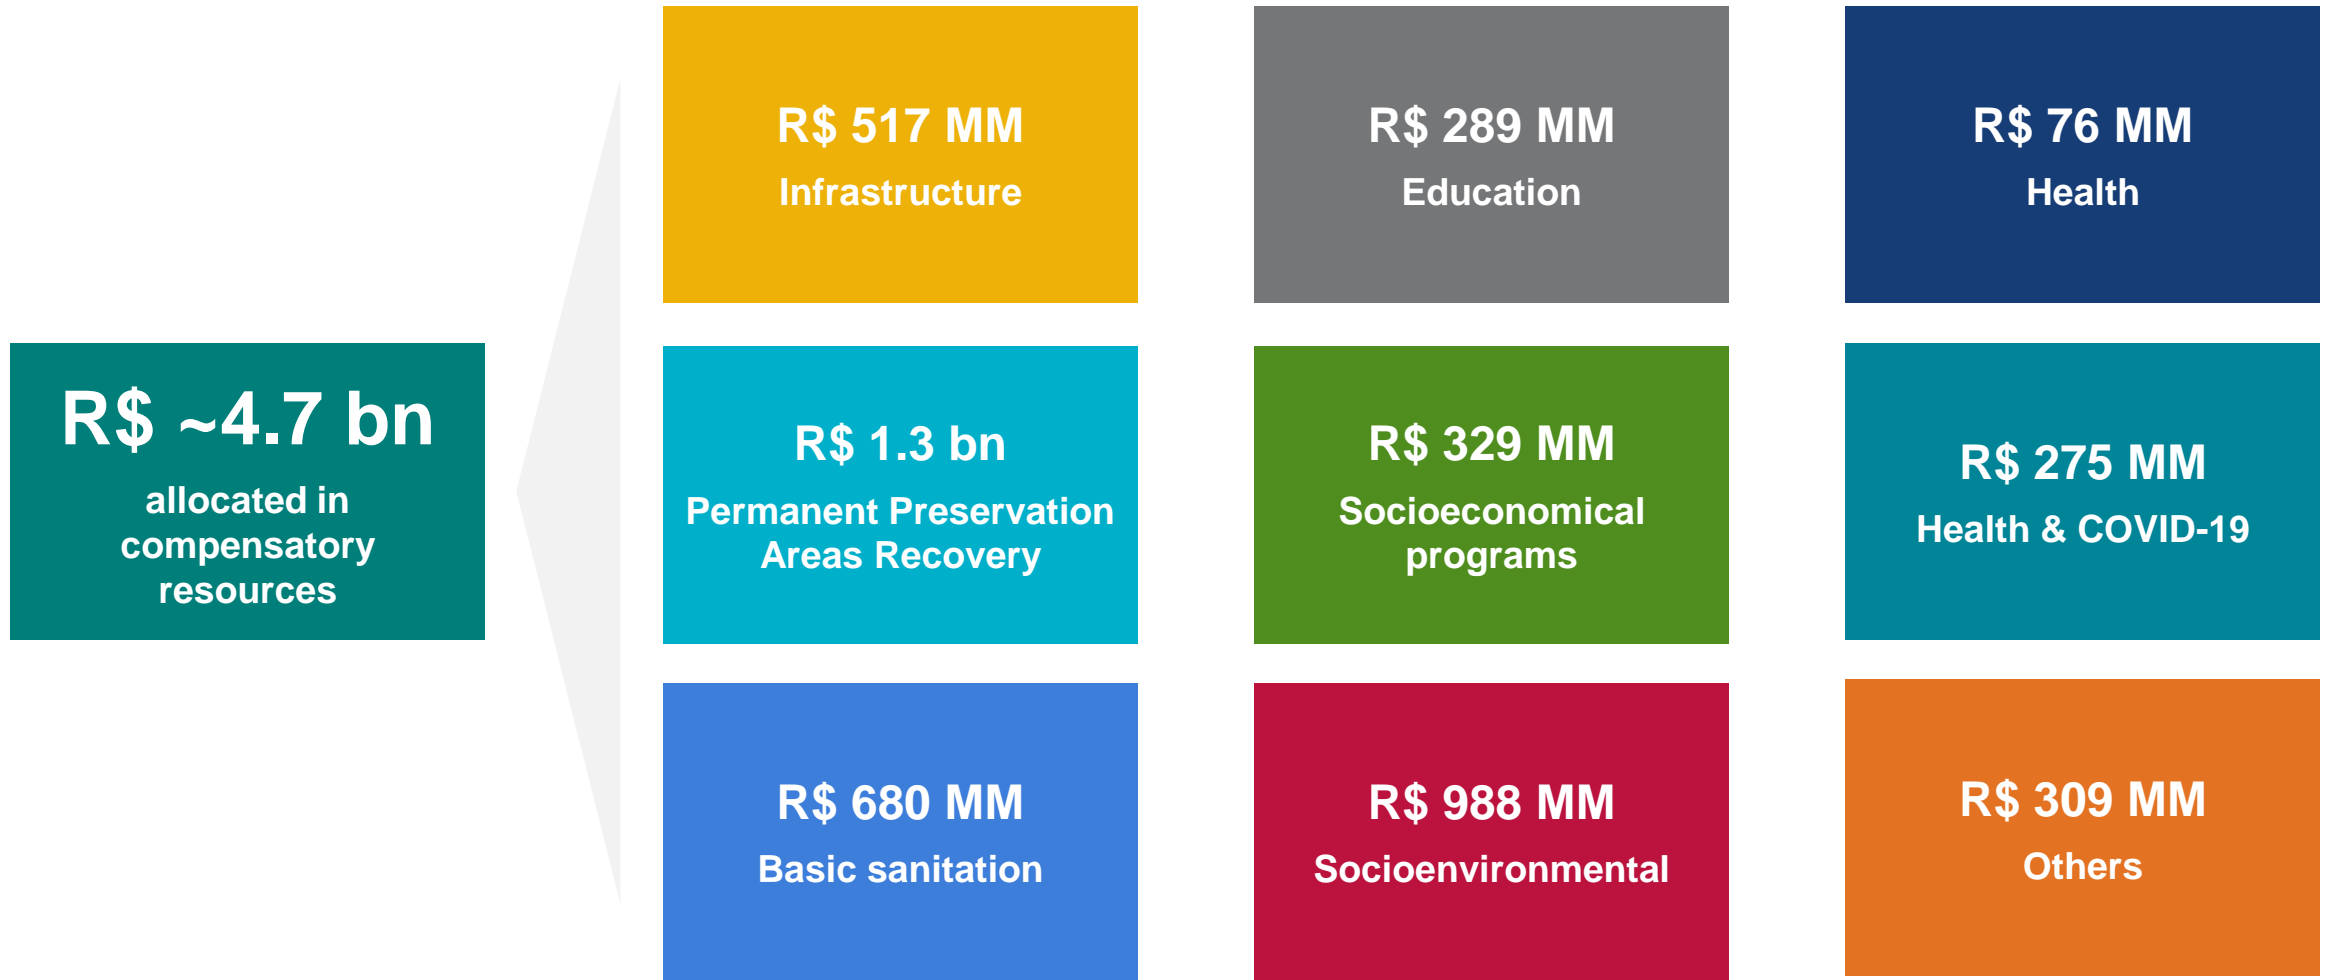 R$ ~4.7 bn
allocated in
compensatory
resources
R$ 517 MM
Infrastructure
R$ 289 MM
Education
R$ 76 MM
Health
R$ 1.3 bn
Permanent Preservation
Areas Recovery
R$ 329 MM
Socioeconomical
programs
R$ 275 MM
Health & COVID-19
R$ 680 MM
Basic sanitation
R$ 988 MM
Socioenvironmental
R$ 309 MM
Others